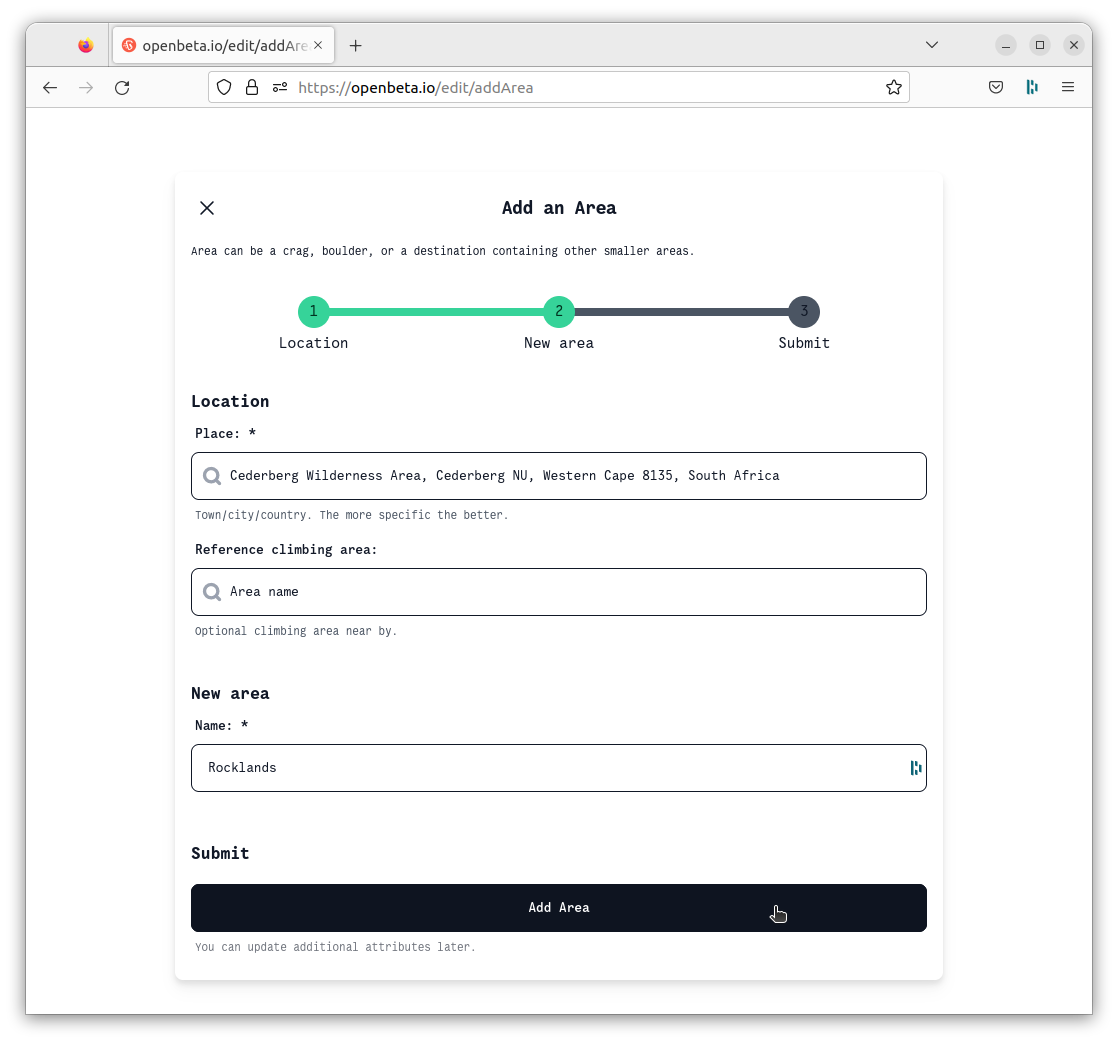 openbeta.io/edit/addAre
https://openbeta.io/edit/addArea
Add an Area
Area can be a crag, boulder, or a destination containing other smaller areas.
1 2 3
Location New area Submit
Location
Place: *
Cederberg Wilderness Area, Cederberg NU, Western Cape 8135, South Africa
Town/city/country. The more specific the better.
Reference climbing area:
Area name
Optional climbing area near by.
New area
Name: *
Rocklands
Submit
Add Area
You can update additional attributes later.